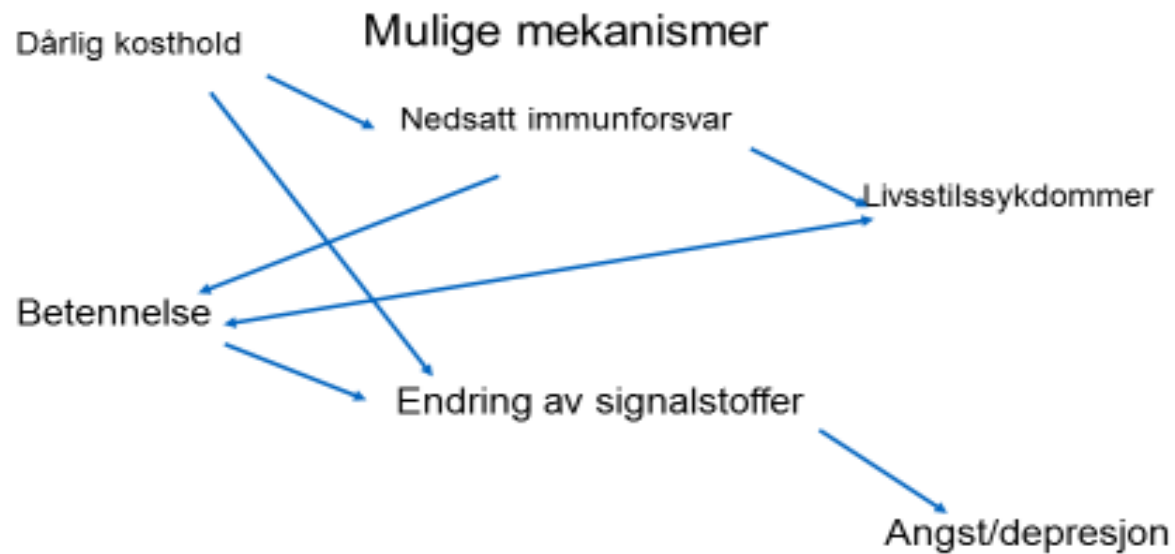 Mulige mekanismer
Dårlig kosthold
Nedsatt immunforsvar
Livsstilssykdommer
Betennelse
Endring av signalstoffer
Angst/depresjon